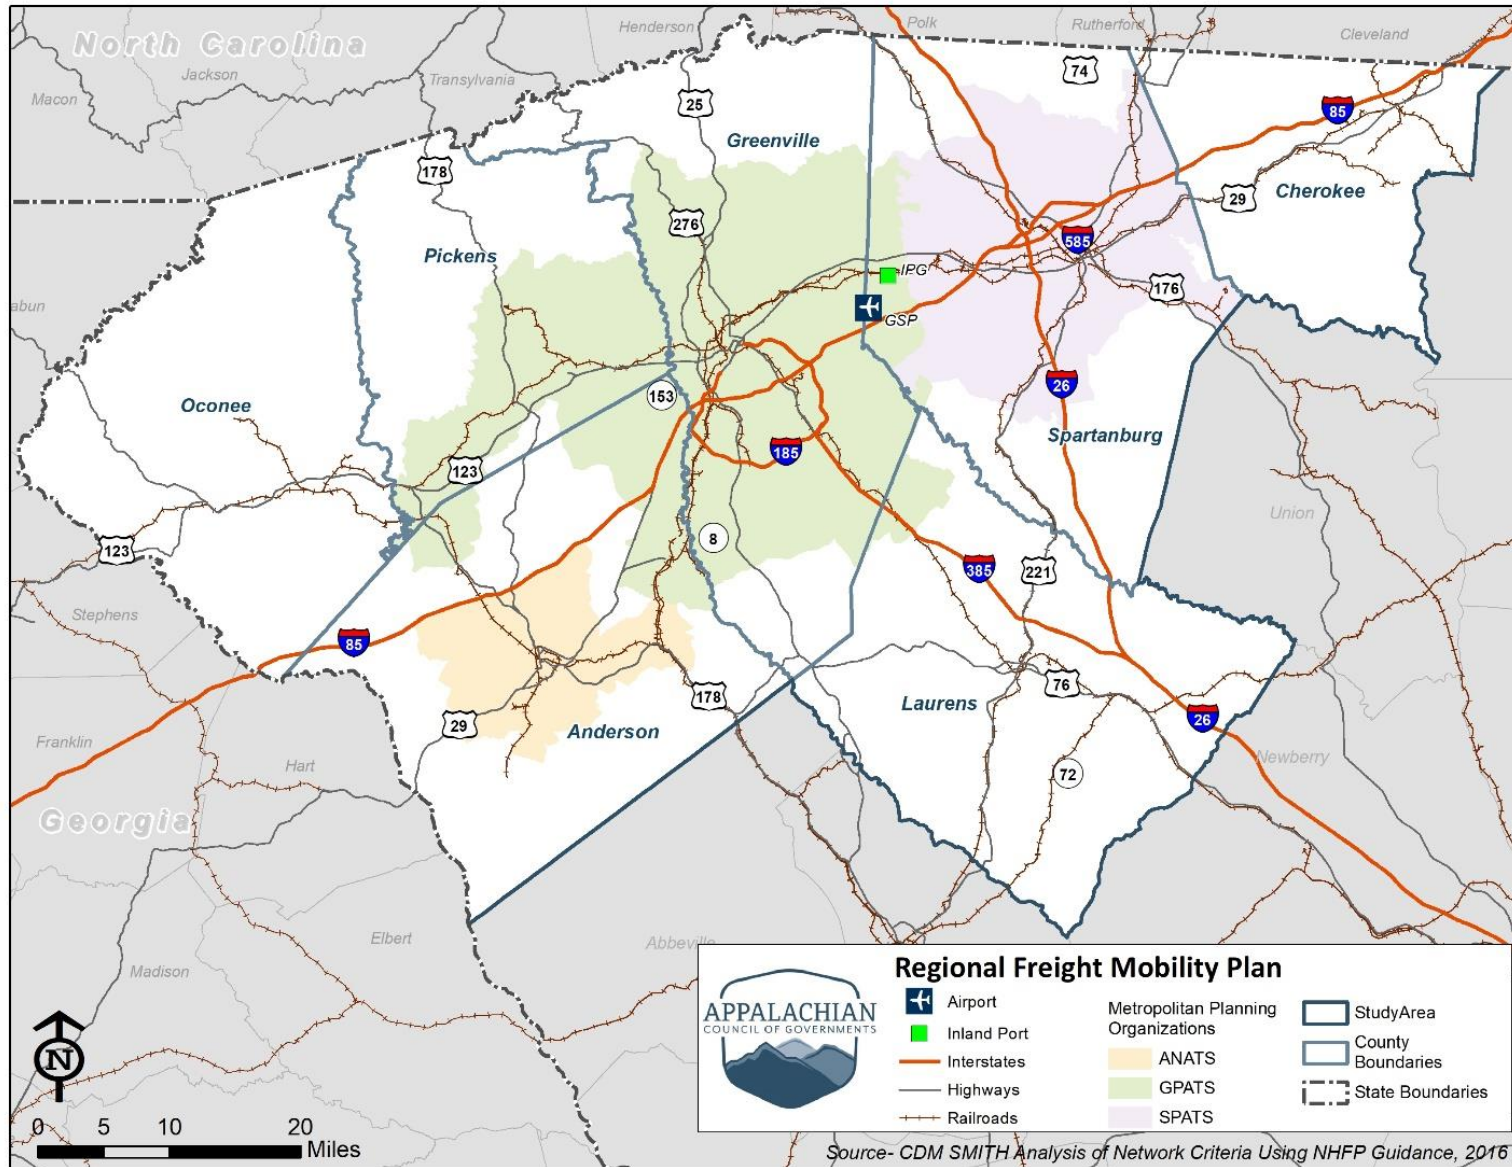 North Carolina
Henderson
Polk
Rutherford
Cleveland
Jackson
Transylvania
Macon
74
25
85
Greenville
178
29
Cherokee
276
585
Pickens
IPG
176
abun
GSP
26
153
Oconee
Spartanburg
185
123
Union
8
123
385
221
Stephens
85
76
178
Laurens
26
29
Anderson
Franklin
Newberry
Hart
72
Georgia
Elbert
Abbeville
Madison
N
0 5 10 20
Miles
APPALACHIAN
COUNCIL OF GOVERNMENTS
Regional Freight Mobility Plan
Airport
Inland Port
Interstates
Highways
Railroads
Metropolitan Planning
Organizations
ANATS
GPATS
SPATS
StudyArea
County
Boundaries
State Boundaries
Source- CDM SMITH Analysis of Network Criteria Using NHFP Guidance, 2016